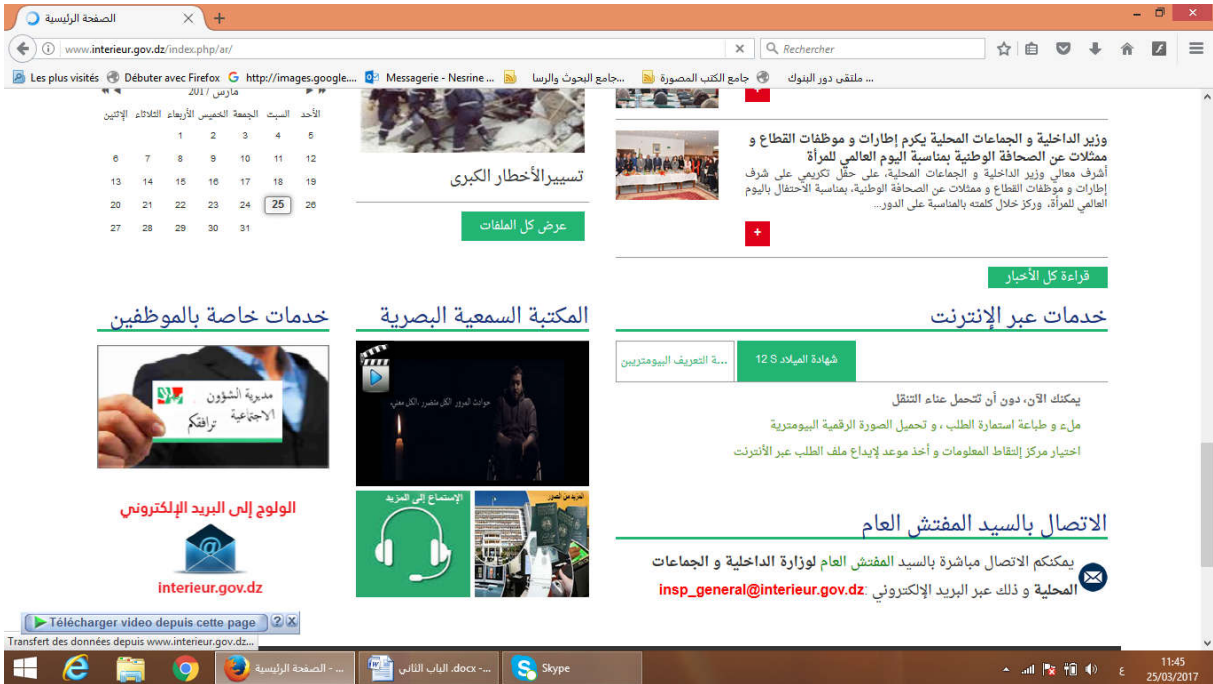 الصفحة الرئيسية
www.interieur.gov.dz/index.php/ar/
Rechercher
Les plus visités
Débuter avec Firefox
http://images.google....
Messagerie - Nesrine ...
جامع البحوث والرسا...
جامع الكتب المصورة
ملتقى دور البنوك ...
مارس 2017
الإثنين الثلاثاء الأربعاء الخميس الجمعة السبت الأحد
1 2 3 4 5
6 7 8 9 10 11 12
13 14 15 16 17 18 19
20 21 22 23 24 25 26
27 28 29 30 31
تسييرالأخطار الكبرى
عرض كل الملفات
وزير الداخلية و الجماعات المحلية يكرم إطارات و موظفات القطاع و
ممثلات عن الصحافة الوطنية بمناسبة اليوم العالمي للمرأة
أشرف معالي وزير الداخلية و الجماعات المحلية، على حفل تكريمي على شرف
إطارات و موظفات القطاع و ممثلات عن الصحافة الوطنية، بمناسبة الاحتفال باليوم
العالمي للمرأة، وركز خلال كلمته بالمناسبة على الدور...
+
قراءة كل الأخبار
خدمات عبر الإنترنت
شهادة الميلاد 12 S
...ة التعريف البيومتريين
يمكنك الآن، دون أن تتحمل عناء التنقل
ملء و طباعة استمارة الطلب ، و تحميل الصورة الرقمية البيومترية
اختيار مركز إلتقاط المعلومات و أخذ موعد لإيداع ملف الطلب عبر الأنترنت
الاتصال بالسيد المفتش العام
يمكنكم الاتصال مباشرة بالسيد المفتش العام لوزارة الداخلية و الجماعات
المحلية و ذلك عبر البريد الإلكتروني :insp_general@interieur.gov.dz
المكتبة السمعية البصرية
حوادث المرور الكل متضرر ،الكل معني،
المزيد من الصور
الإستماع إلى المزيد
خدمات خاصة بالموظفين
مديرية الشؤون
الاجتماعية
ترافقكم
الولوج إلى البريد الإلكتروني
interieur.gov.dz
Télécharger video depuis cette page
Transfert des données depuis www.interieur.gov.dz...
الصفحة الرئيسية - ...
الباب الثاني .docx -...
Skype
ع
11:45
25/03/2017